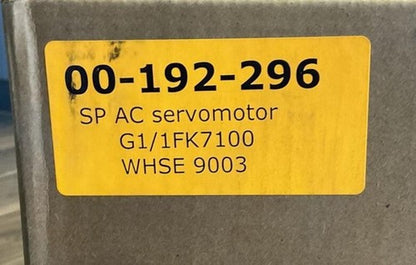 00-192-296
SP AC servomotor
G1/1FK7100
WHSE 9003